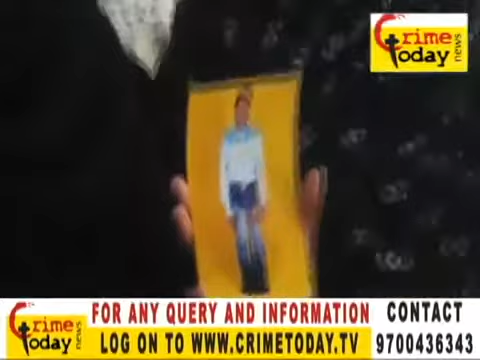 Crime
Today
news
FOR ANY QUERY AND INFORMATION
LOG ON TO WWW.CRIMETODAY.TV
CONTACT
9700436343
Crime
Today
news